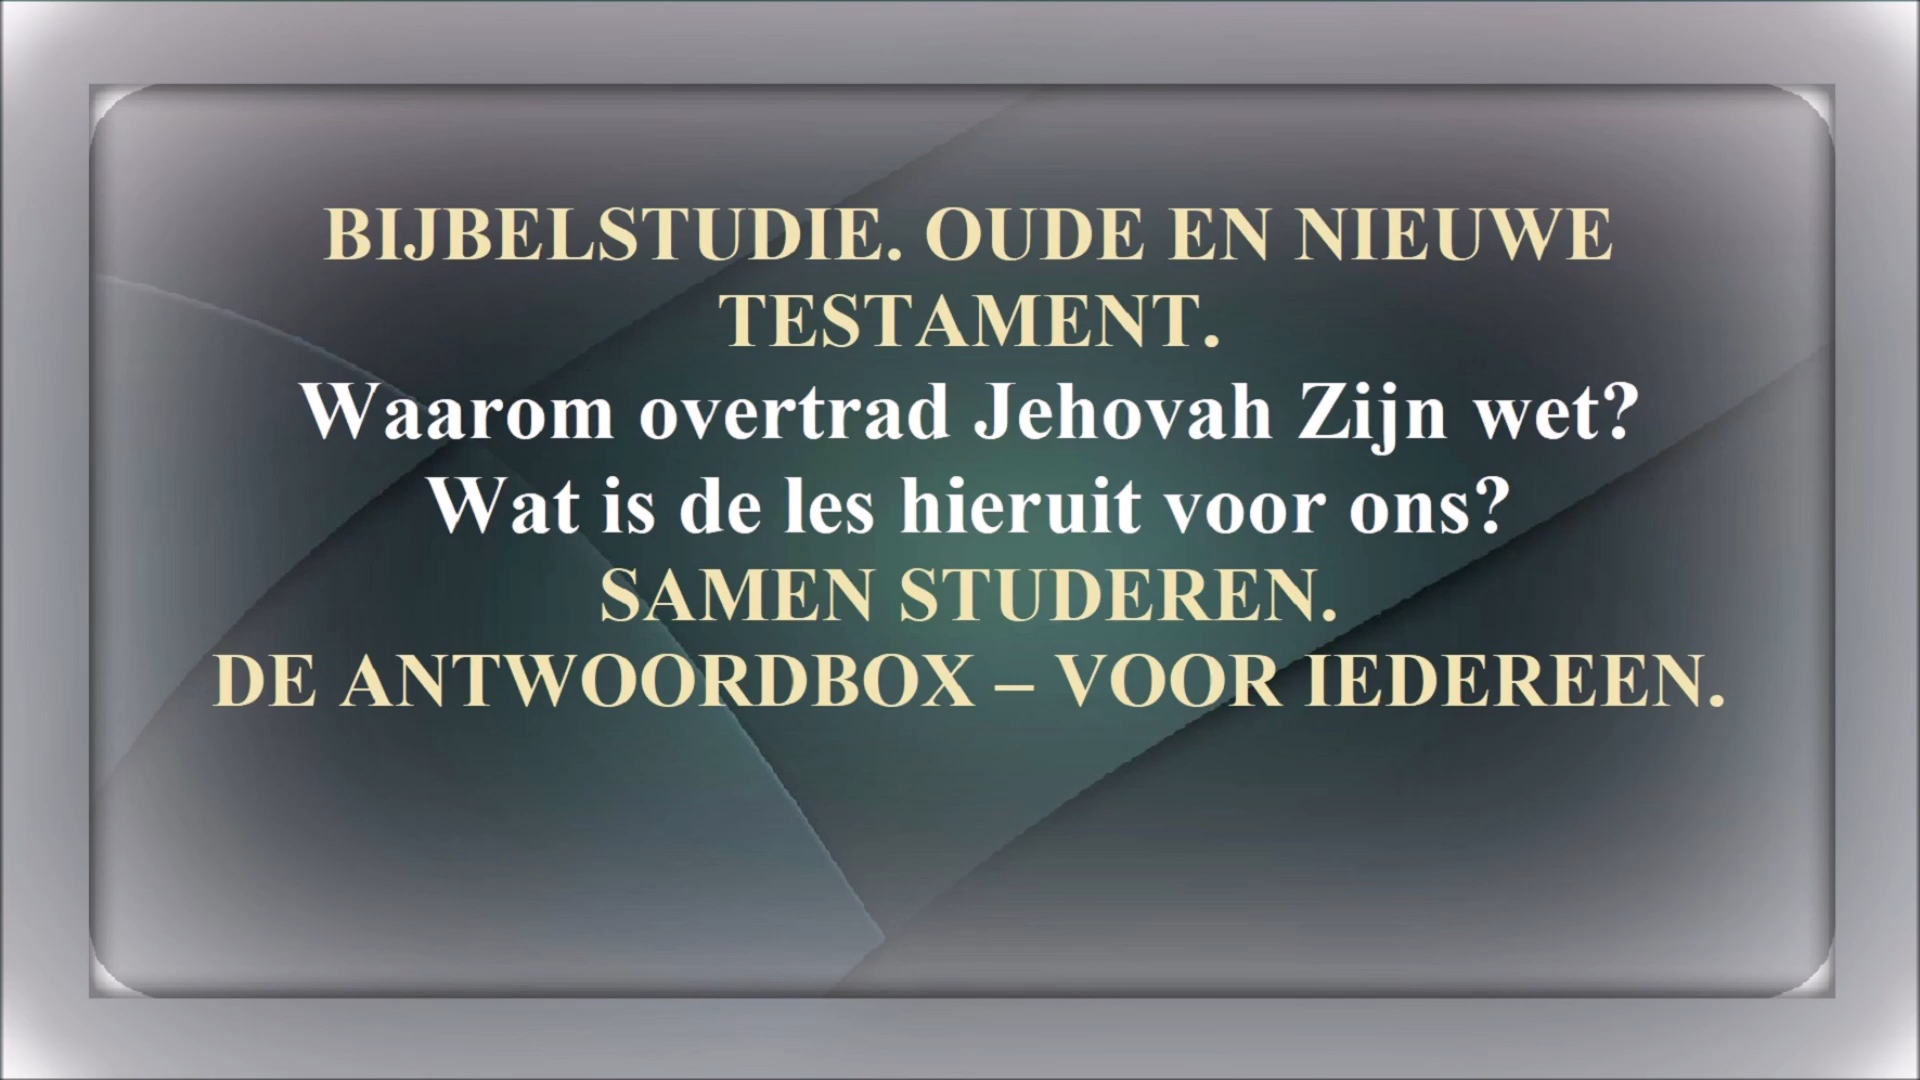 BIJBELSTUDIE. OUDE EN NIEUWE
TESTAMENT.
Waarom overtrad Jehovah Zijn wet?
Wat is de les hieruit voor ons?
SAMEN STUDEREN.
DE ANTWOORDBOX – VOOR IEDEREEN.